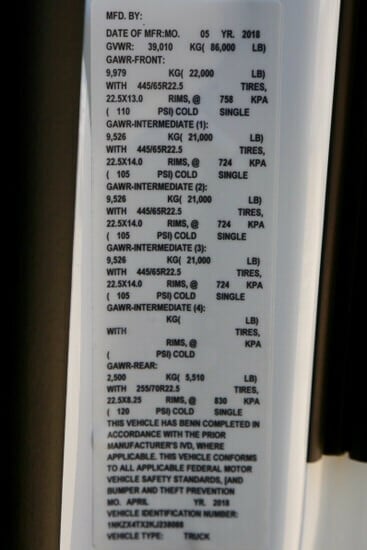 MFD. BY:
DATE OF MFR:MO. 05 YR. 2018
GVWR: 39,010 KG( 86,000 LB)
GAWR-FRONT:
9,979 KG( 22,000 LB)
WITH 445/65R22.5 TIRES,
22.5X13.0 RIMS, @ 758 KPA
( 110 PSI) COLD SINGLE
GAWR-INTERMEDIATE (1):
9,526 KG( 21,000 LB)
WITH 445/65R22.5 TIRES,
22.5X14.0 RIMS, @ 724 KPA
( 105 PSI) COLD SINGLE
GAWR-INTERMEDIATE (2):
9,526 KG( 21,000 LB)
WITH 445/65R22.5 TIRES,
22.5X14.0 RIMS, @ 724 KPA
( 105 PSI) COLD SINGLE
GAWR-INTERMEDIATE (3):
9,526 KG( 21,000 LB)
WITH 445/65R22.5 TIRES,
22.5X14.0 RIMS, @ 724 KPA
( 105 PSI) COLD SINGLE
GAWR-INTERMEDIATE (4):
KG( LB)
WITH TIRES,
RIMS, @ KPA
( PSI) COLD
GAWR-REAR:
2,500 KG( 5,510 LB)
WITH 255/70R22.5 TIRES,
22.5X8.25 RIMS, @ 830 KPA
( 120 PSI) COLD SINGLE
THIS VEHICLE HAS BENN COMPLETED IN
ACCORDANCE WITH THE PRIOR
MANUFACTURER'S IVD, WHERE
APPLICABLE. THIS VEHICLE CONFORMS
TO ALL APPLICABLE FEDERAL MOTOR
VEHICLE SAFETY STANDARDS, [AND
BUMPER AND THEFT PREVENTION
MO. APRIL YR. 2018
VEHICLE IDENTIFICATION NUMBER:
VEHICLE TYPE: TRUCK